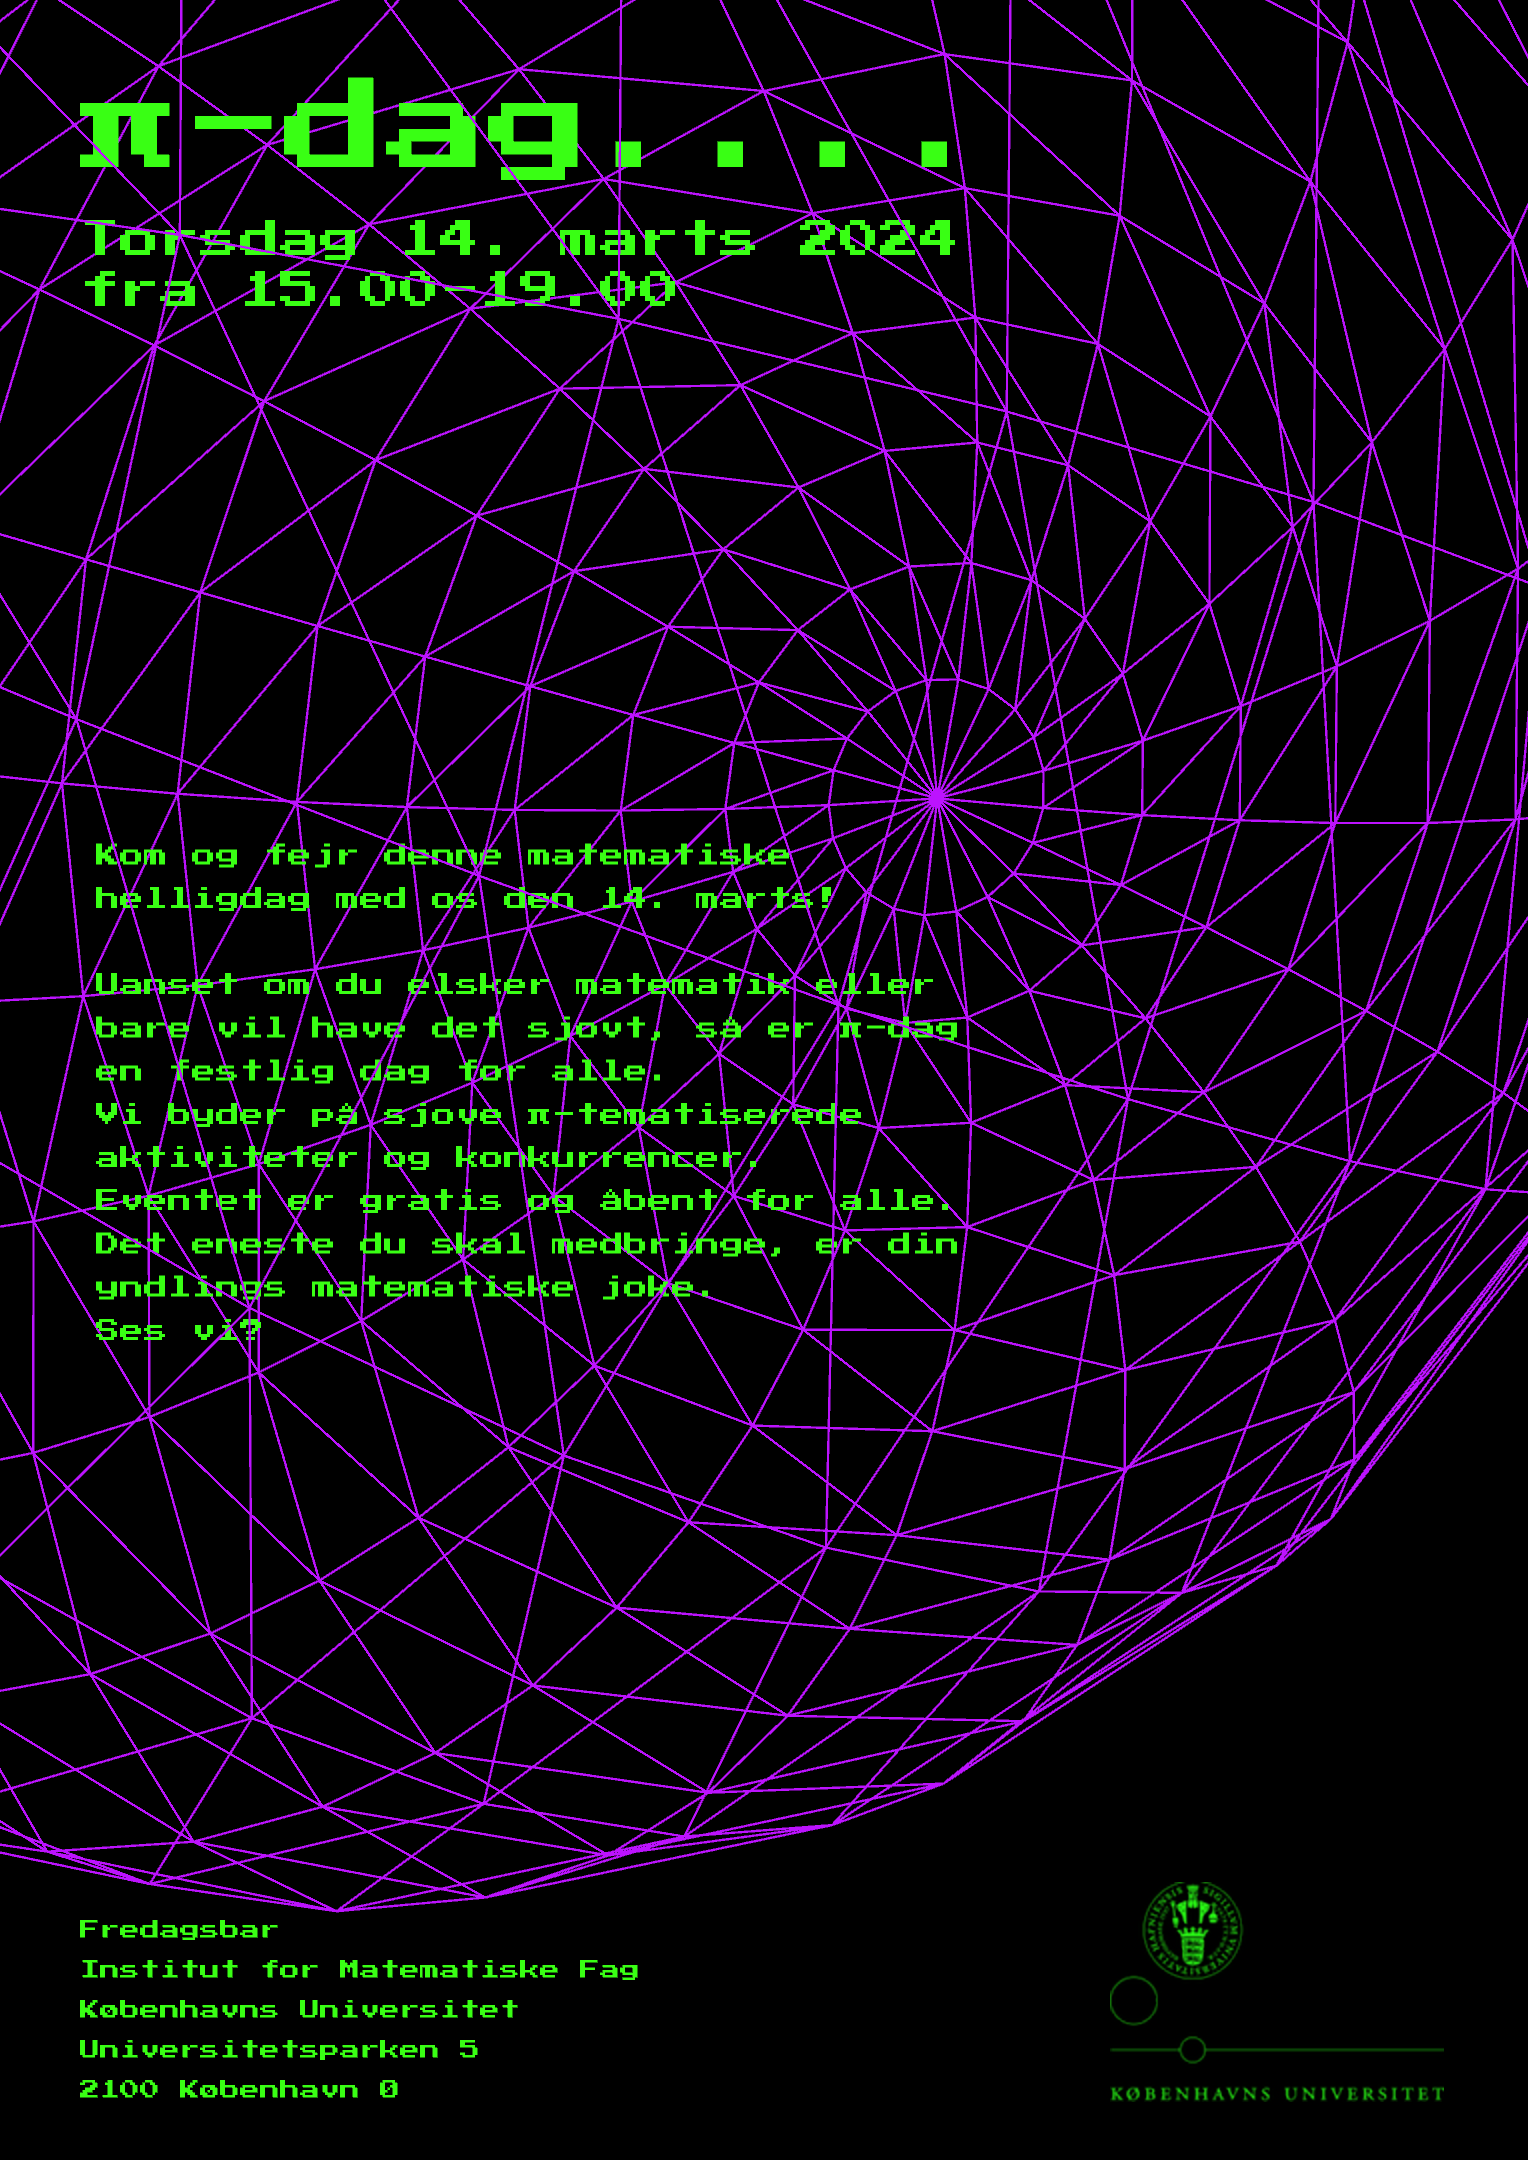 π-dag....
Torsdag 14. marts 2024
fra 15.00-19.00
Kom og fejr denne matematiske
helligdag med os den 14. marts!
Uanset om du elsker matematik eller
bare vil have det sjovt, så er π-dag
en festlig dag for alle.
Vi byder på sjove π-tematiserede
aktiviteter og konkurrencer.
Eventet er gratis og åbent for alle.
Det eneste du skal medbringe, er din
yndlings matematiske joke.
Ses vi?
Fredagsbar
Institut for Matematiske Fag
Københavns Universitet
Universitetsparken 5
2100 København Ø
SIGILLVM VNIVERSITATIS HAFNIENSIS
KØBENHAVNS UNIVERSITET